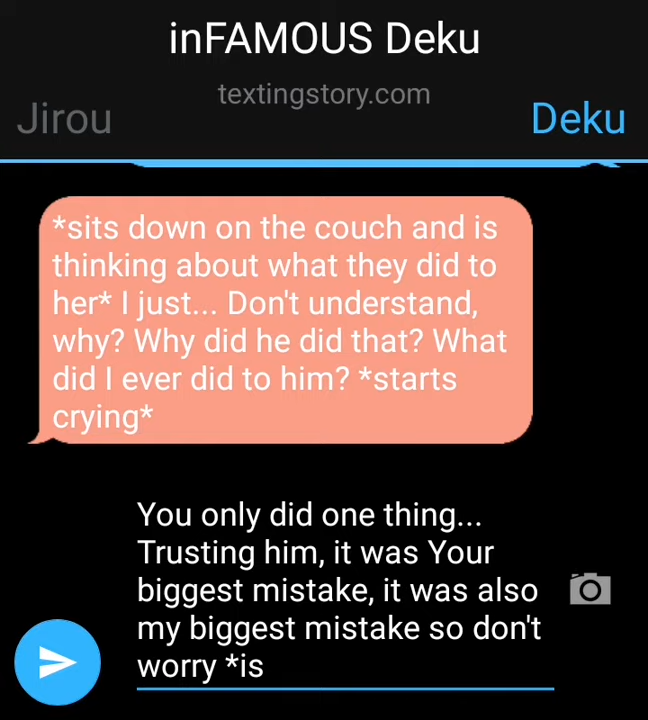 inFAMOUS Deku
textingstory.com
Jirou
Deku
*sits down on the couch and is
thinking about what they did to
her* I just... Don't understand,
why? Why did he did that? What
did I ever did to him? *starts
crying*
You only did one thing...
Trusting him, it was Your
biggest mistake, it was also
my biggest mistake so don't
worry *is